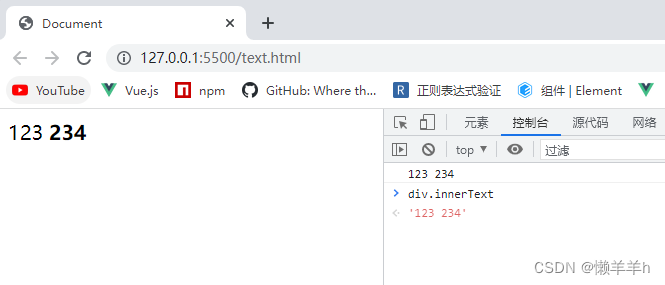 Document
127.0.0.1:5500/text.html
YouTube Vue.js npm GitHub: Where th... R 正则表达式验证 组件 | Element
123 234
元素 控制台 源代码 网络
top ▼ 过滤
123 234
> div.innerText
'123 234'
CSDN @懒羊羊h